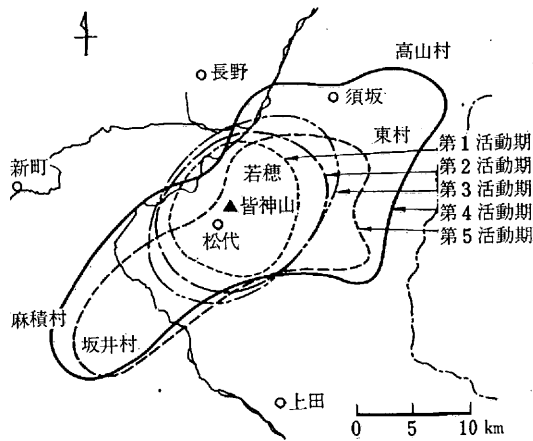 高山村
長野
須坂
東村
第1活動期
第2活動期
第3活動期
第4活動期
第5活動期
新町
若穂
皆神山
松代
麻積村
坂井村
上田
0 5 10 km